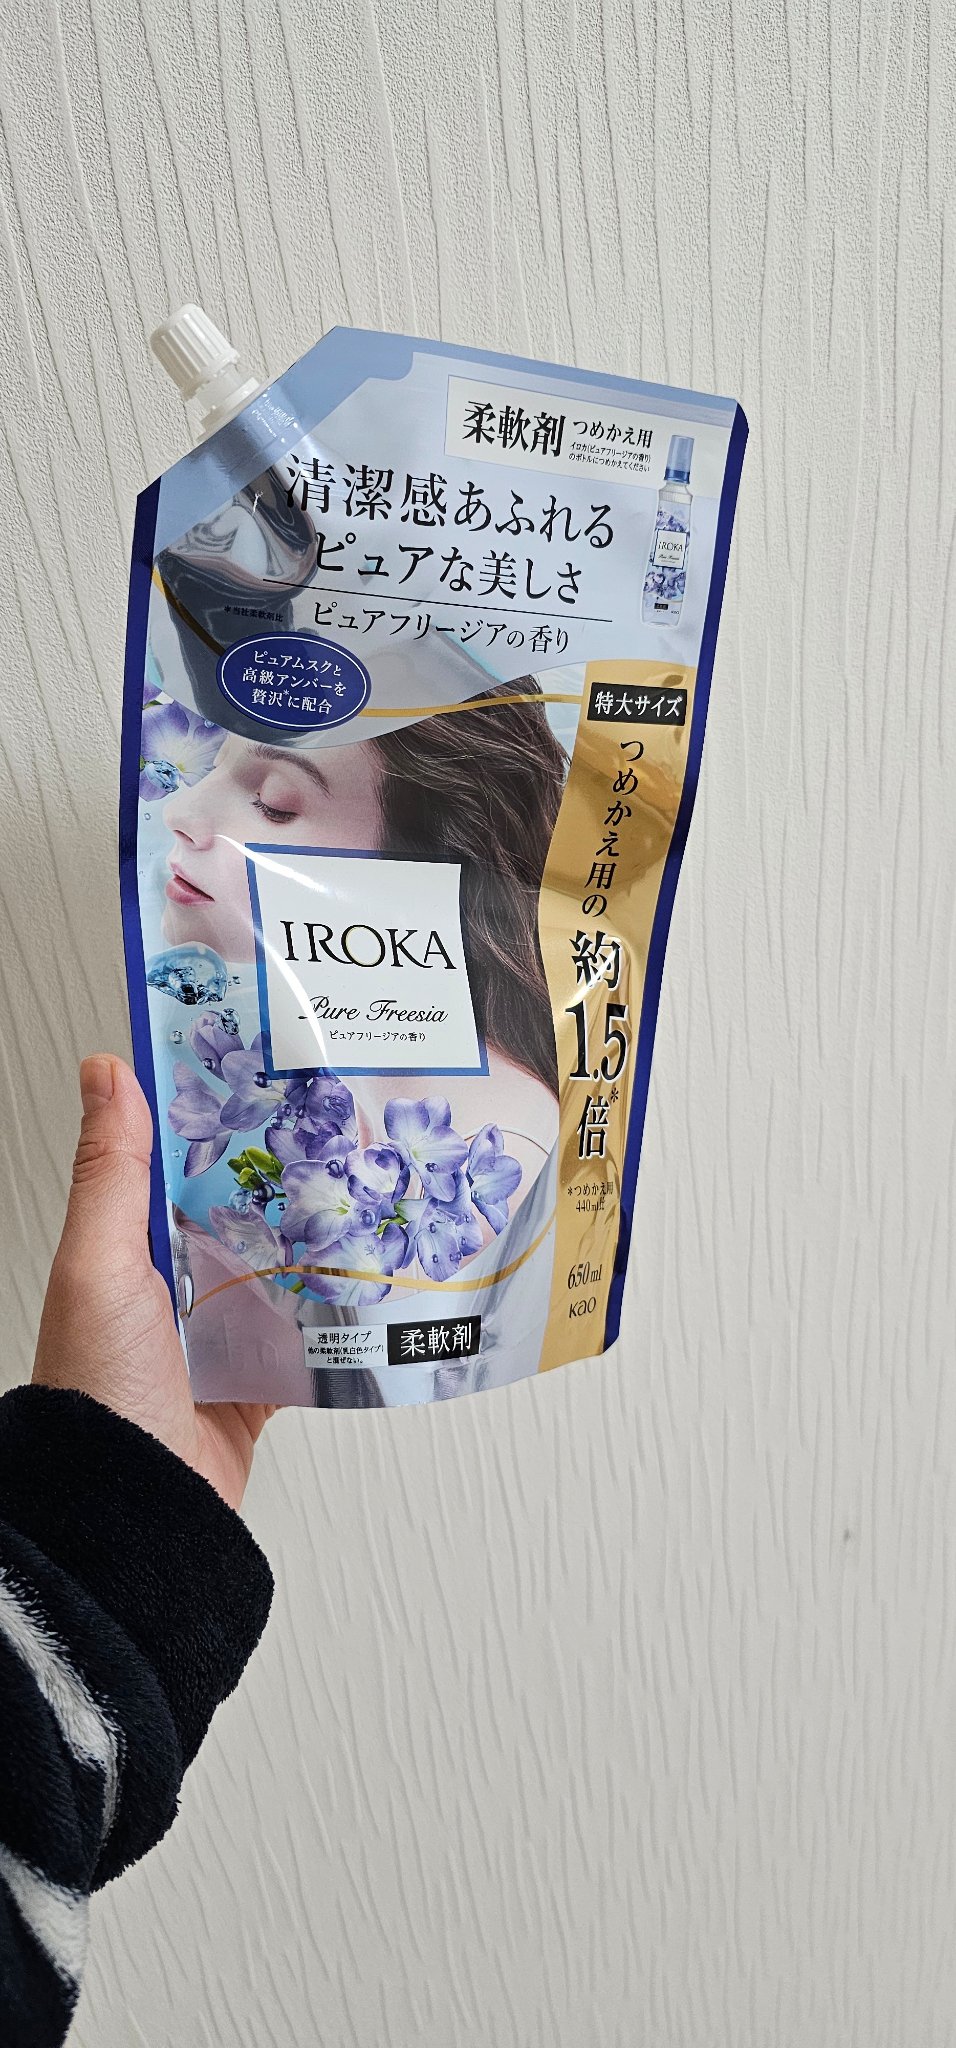 柔軟剤
つめかえ用
イロカ(ピュアフリージアの香り)
のボトルにつめかえてください
清潔感あふれる
ピュアな美しさ
ピュアフリージアの香り
*当社柔軟剤比
ピュアムスクと
高級アンバーを
贅沢*に配合
IROKA
特大サイズ
つめかえ用の
約
1.5
倍*
*つめかえ用
440ml比
650ml
Kao
IROKA
Pure Freesia
ピュアフリージアの香り
透明タイプ
他の柔軟剤(乳白色タイプ)
と混ぜない。
柔軟剤